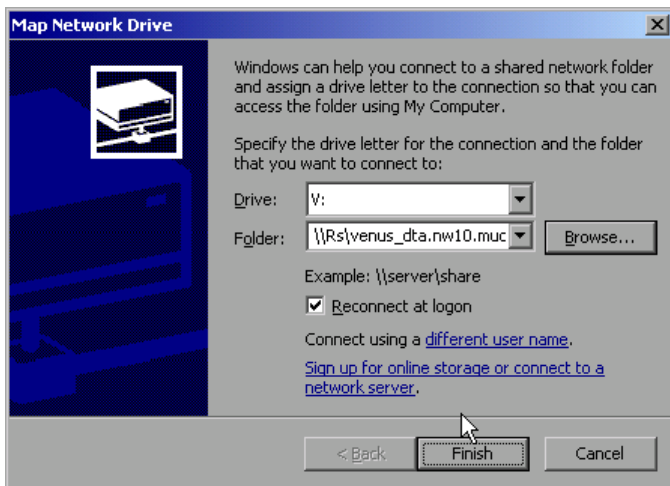 Map Network Drive
Windows can help you connect to a shared network folder
and assign a drive letter to the connection so that you can
access the folder using My Computer.
Specify the drive letter for the connection and the folder
that you want to connect to:
Drive: V:
Folder: \\Rs\venus_dta.nw10.muc Browse...
Example: \\server\share
Reconnect at logon
Connect using a different user name.
Sign up for online storage or connect to a
network server.
< Back Finish Cancel